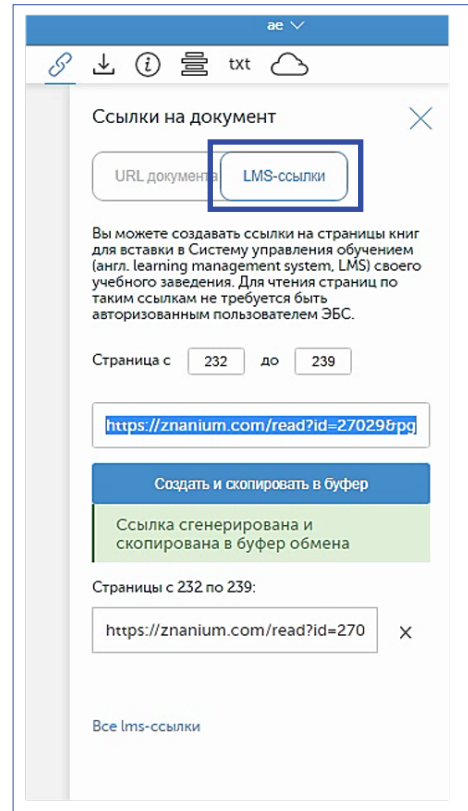 ae
txt
Ссылки на документ
URL документа
LMS-ссылки
Вы можете создавать ссылки на страницы книг
для вставки в Систему управления обучением
(англ. learning management system, LMS) своего
учебного заведения. Для чтения страниц по
таким ссылкам не требуется быть
авторизованным пользователем ЭБС.
Страница с 232 до 239
https://znanium.com/read?id=27029&pg
Создать и скопировать в буфер
Ссылка сгенерирована и
скопирована в буфер обмена
Страницы с 232 по 239:
https://znanium.com/read?id=270
Все lms-ссылки